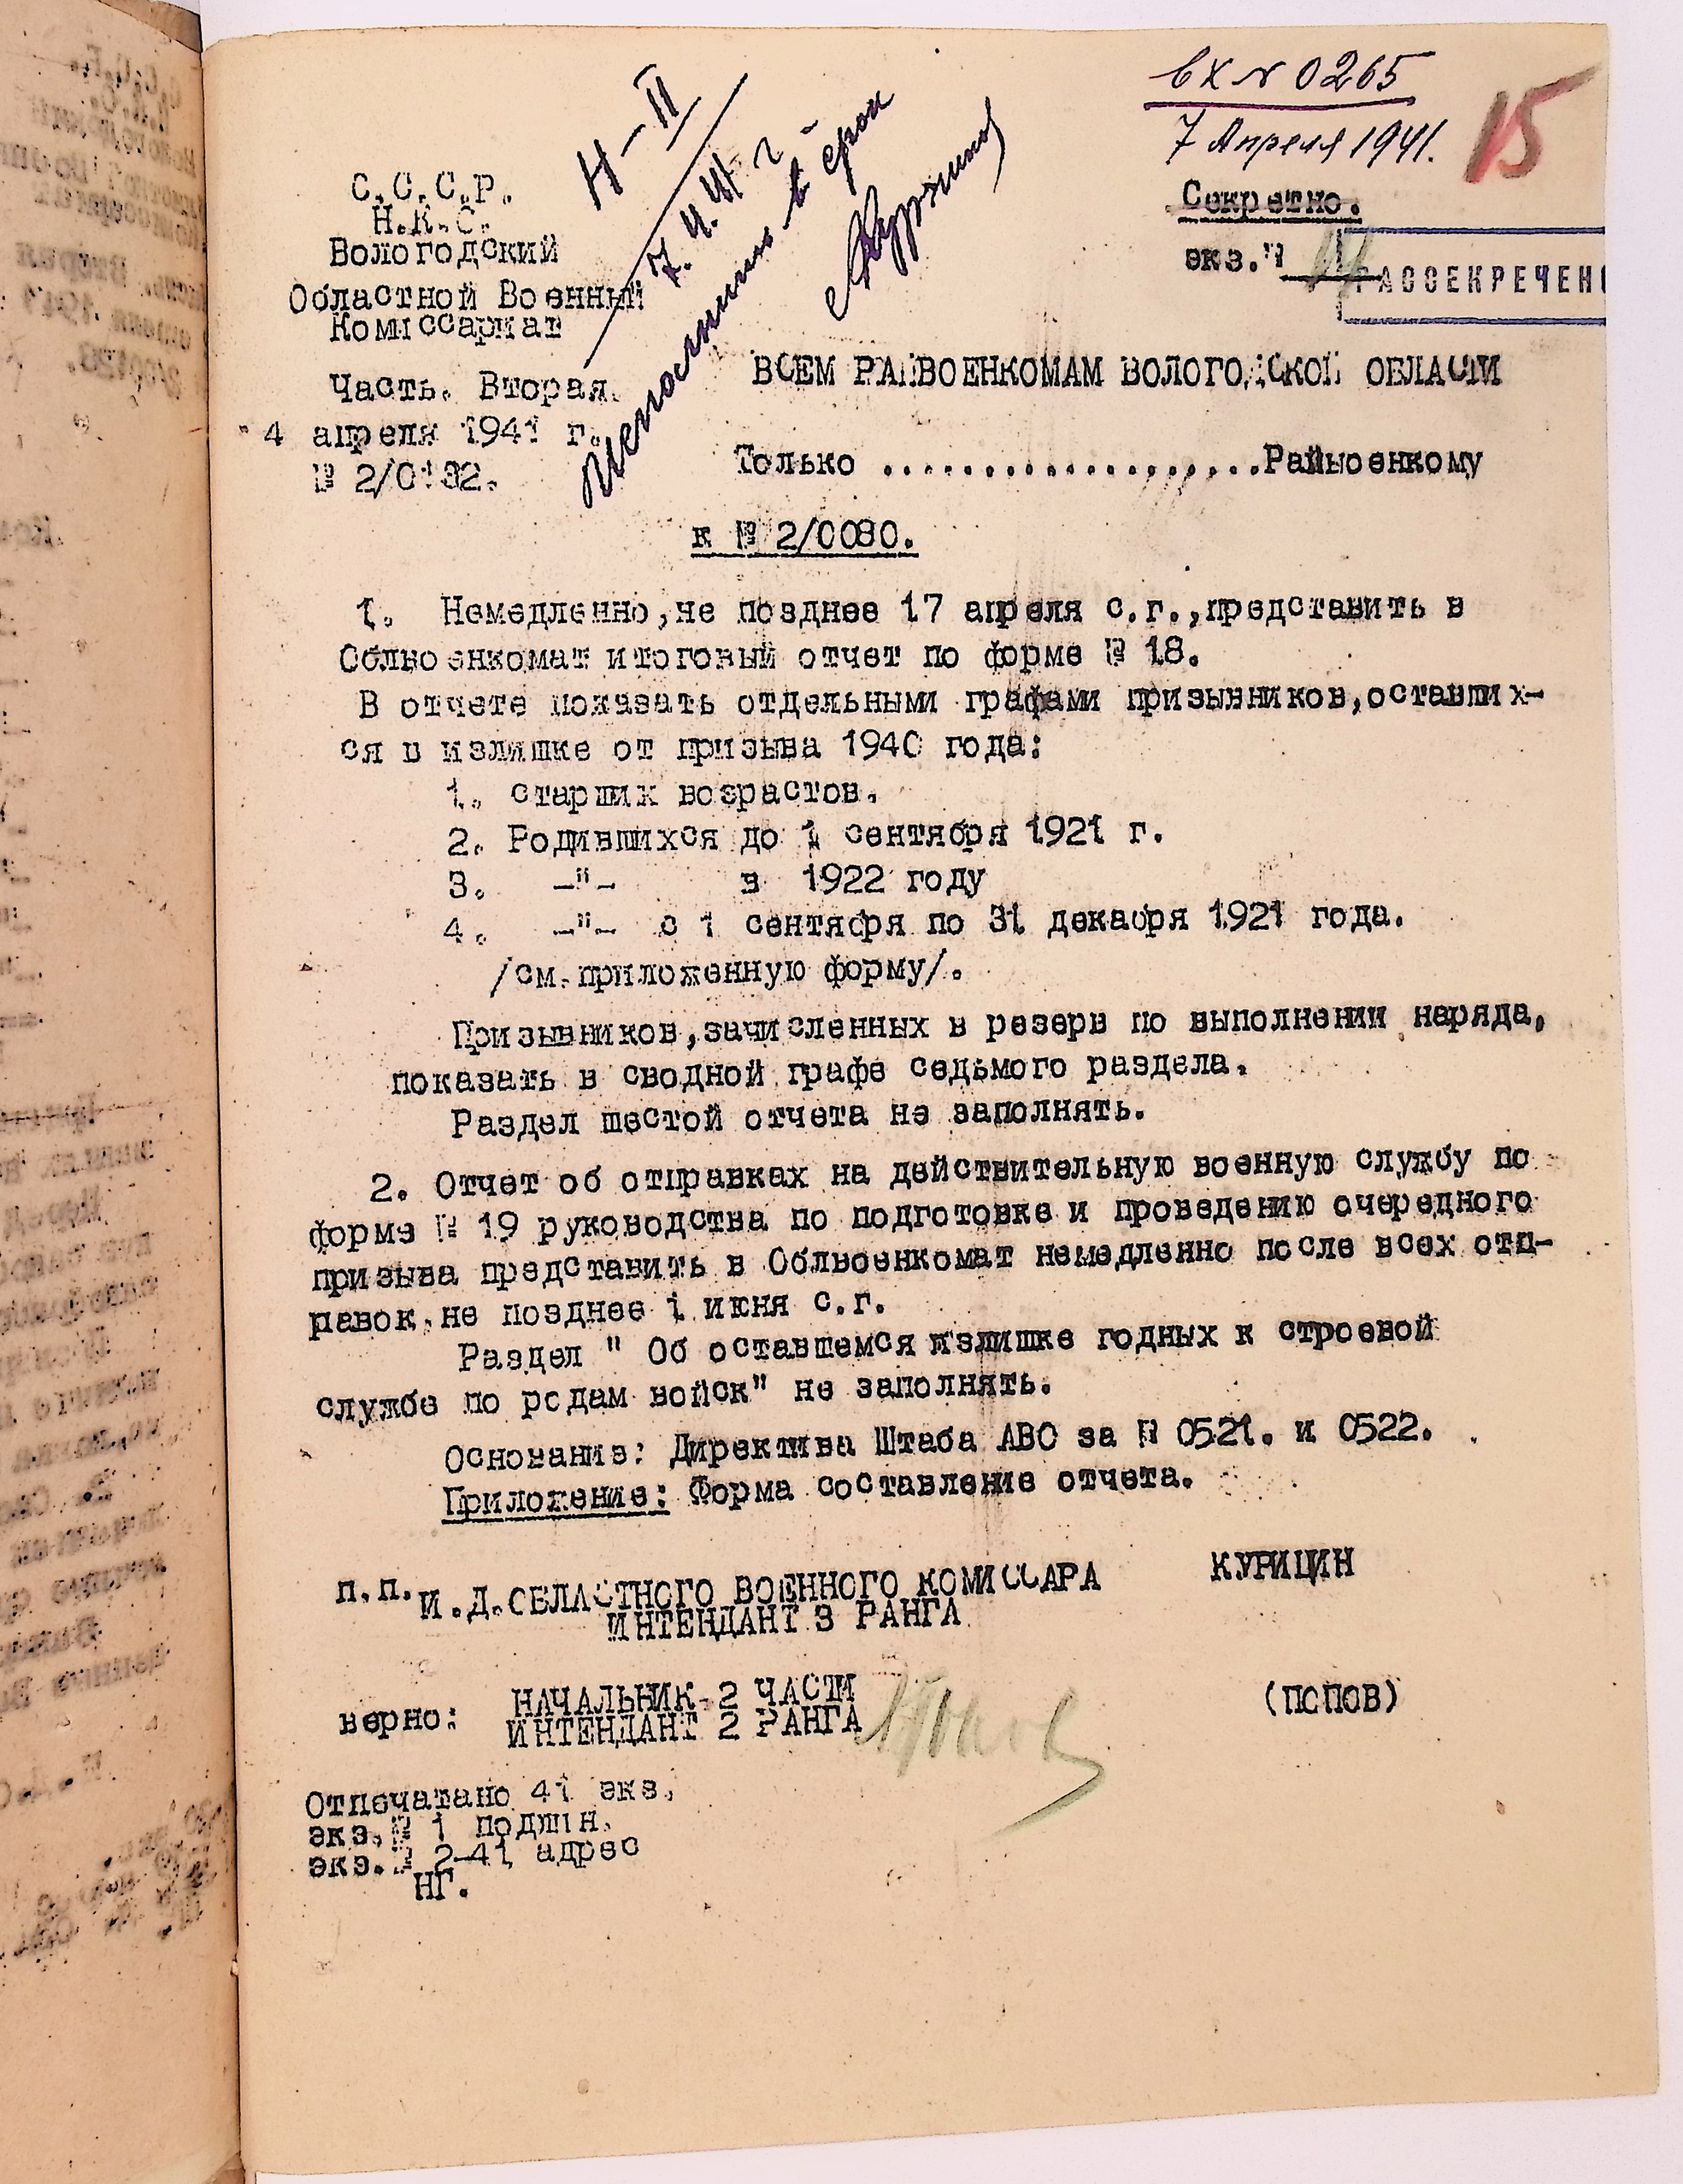 вх № 0265
7 Апреля 1941.
15
Н-II
7.4.41 г
в срок
С.С.С.Р.
Н.К.О.
Вологодский
Областной Военный
Комиссариат
Часть. Вторая.
"4 апреля 1941 г.
№ 2/0132.
Секретно.
экз.№
РАССЕКРЕЧЕН
ВСЕМ РАЙВОЕНКОМАМ ВОЛОГОДСКОЙ ОБЛАСТИ
Только ....................Райвоенкому
к № 2/0080.
1. Немедленно,не позднее 17 апреля с.г.,представить в
Облвоенкомат итоговый отчет по форме № 18.
В отчете показать отдельными графами призывников,оставших-
ся в излишке от призыва 1940 года:
1. старших возрастов.
2. Родившихся до 1 сентября 1921 г.
3. -"- в 1922 году
4. -"- с 1 сентября по 31 декабря 1921 года.
/см.приложенную форму/.
Призывников,зачисленных в резерв по выполнении наряда,
показать в сводной графе седьмого раздела.
Раздел шестой отчета не заполнять.
2. Отчет об отправках на действительную военную службу по
форме № 19 руководства по подготовке и проведению очередного
призыва представить в Облвоенкомат немедленно после всех отп-
равок,не позднее 1 июня с.г.
Раздел " Об оставшемся излишке годных к строевой
службе по родам войск" не заполнять.
Основание: Директива Штаба АВО за № 0521. и 0522.
Приложение: Форма составление отчета.
п.п. И.Д.ОБЛАСТНОГО ВОЕННОГО КОМИССАРА КУРИЦИН
ИНТЕНДАНТ 3 РАНГА
верно: НАЧАЛЬНИК 2 ЧАСТИ
ИНТЕНДАНТ 2 РАНГА (ПОПОВ)
Отпечатано 41 экз.
экз.№ 1 подлин.
экз.№ 2-41 адрес
НГ.